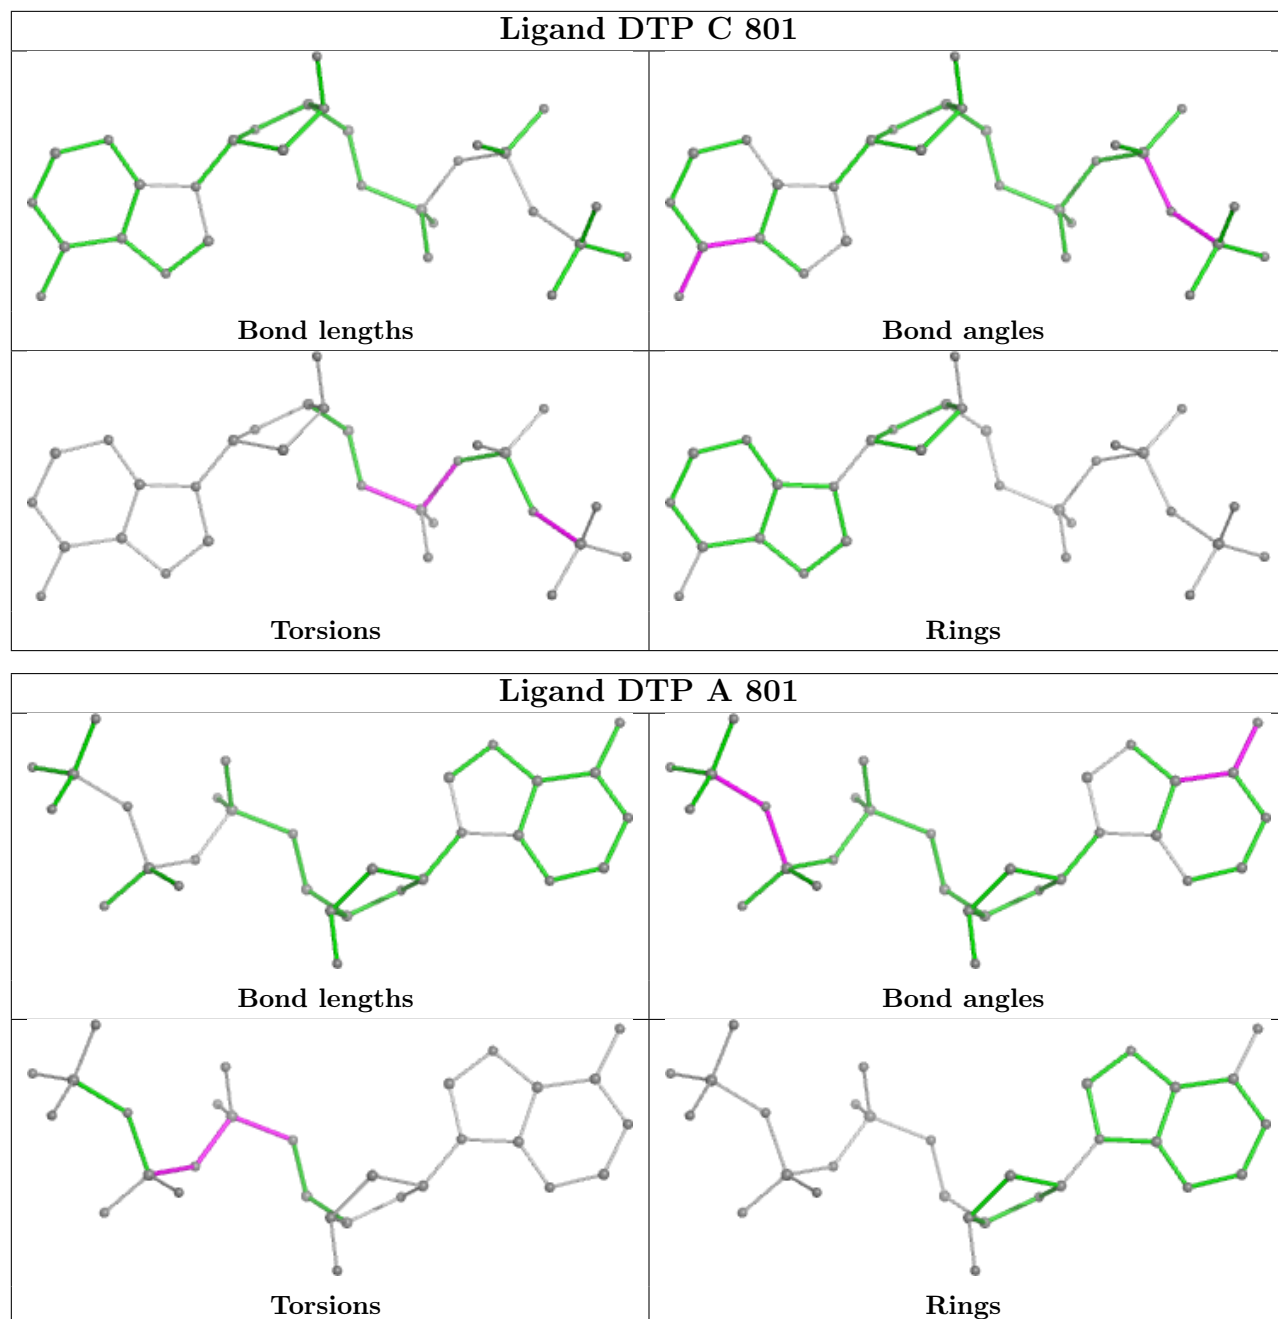 Ligand DTP C 801
Bond lengths
Bond angles
Torsions
Rings
Ligand DTP A 801
Bond lengths
Bond angles
Torsions
Rings